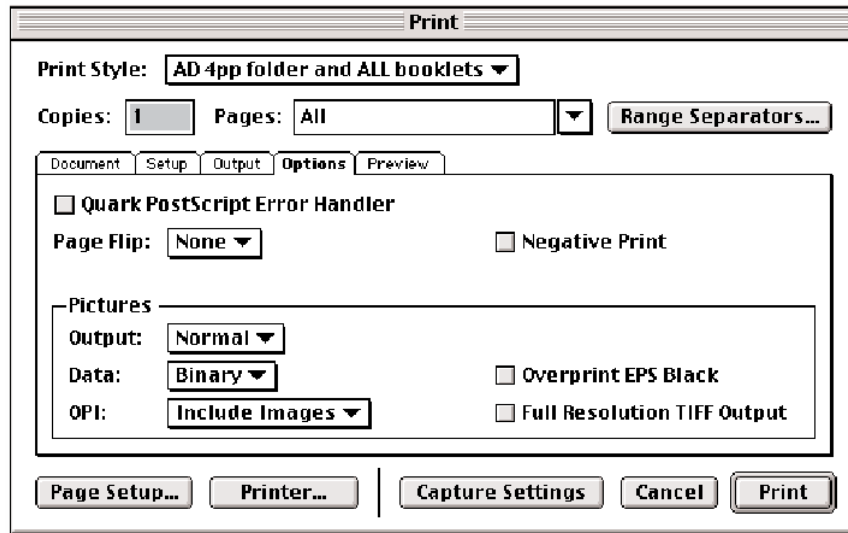 Print
Print Style: AD 4pp folder and ALL booklets
Copies: 1 Pages: All Range Separators...
Document Setup Output Options Preview
Quark PostScript Error Handler
Page Flip: None Negative Print
Pictures
Output: Normal
Data: Binary Overprint EPS Black
OPI: Include Images Full Resolution TIFF Output
Page Setup... Printer... Capture Settings Cancel Print